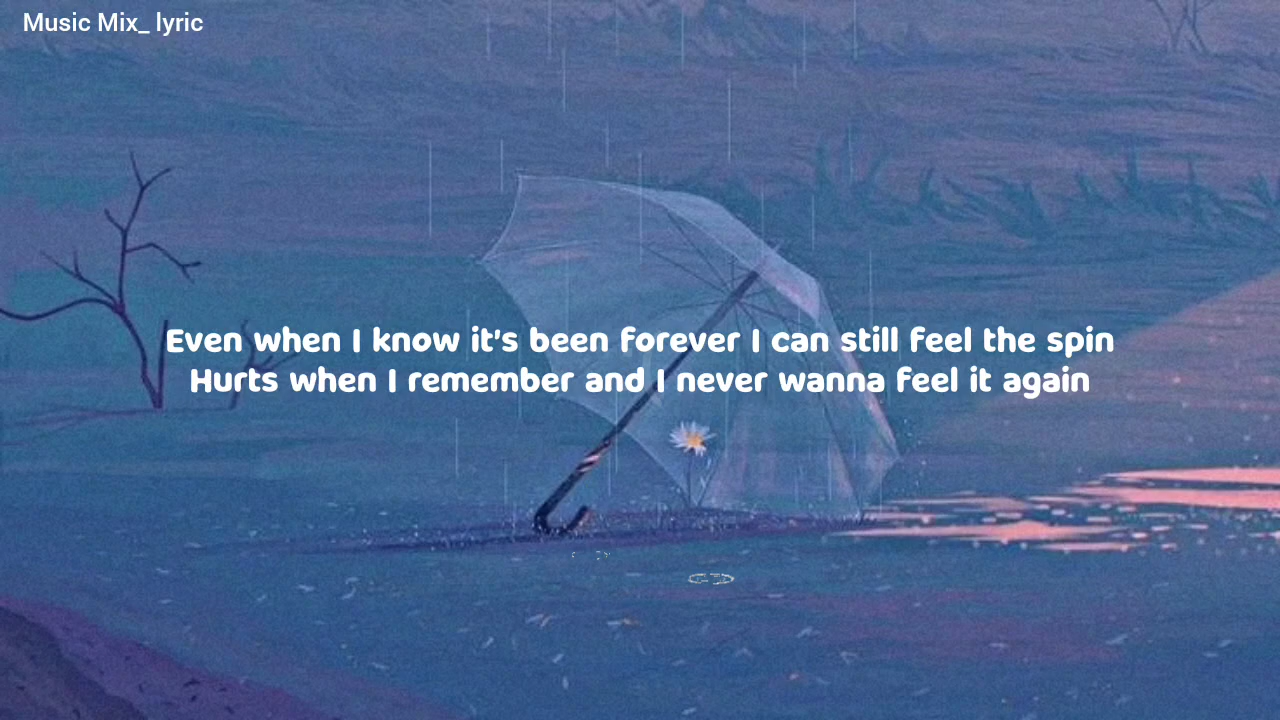 Music Mix_ lyric
Even when I know it's been forever I can still feel the spin
Hurts when I remember and I never wanna feel it again